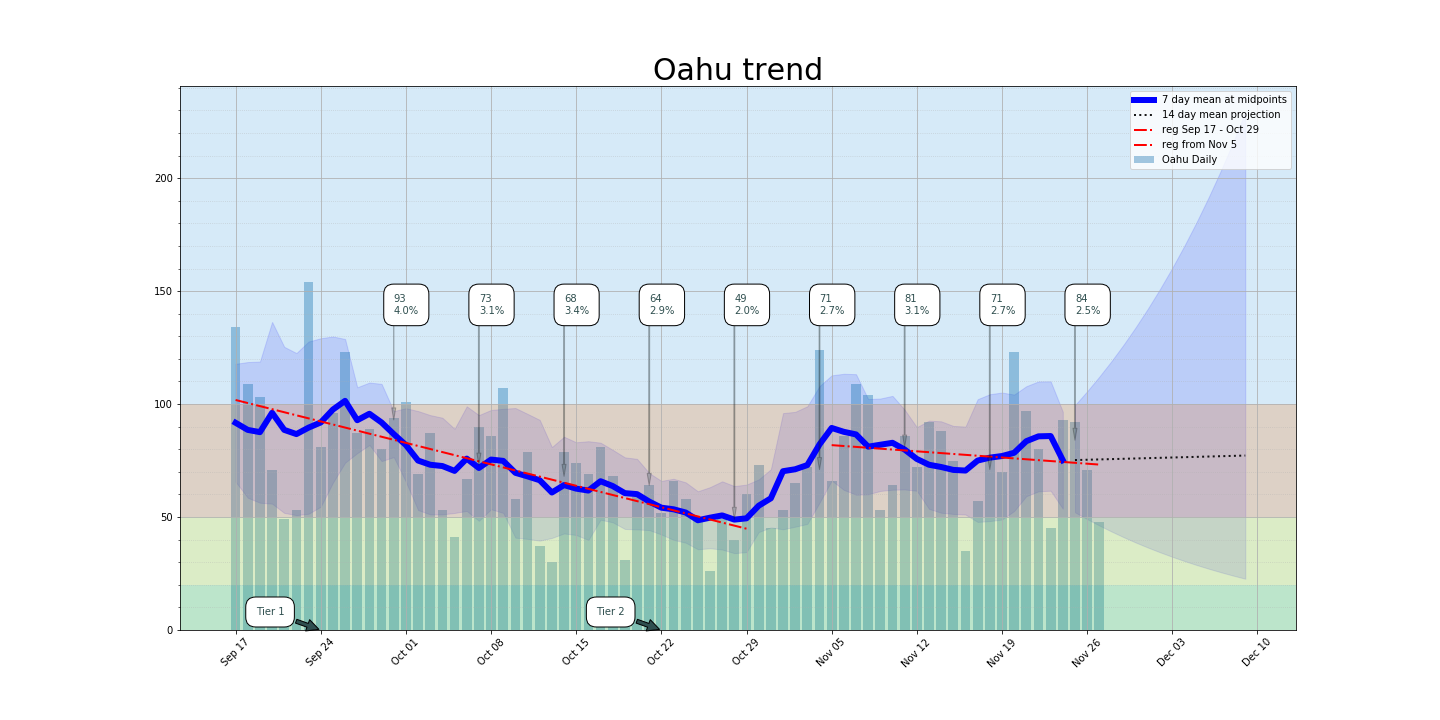 Oahu trend
7 day mean at midpoints
14 day mean projection
reg Sep 17 - Oct 29
reg from Nov 5
Oahu Daily
200
150
100
50
0
93
4.0%
73
3.1%
68
3.4%
64
2.9%
49
2.0%
71
2.7%
81
3.1%
71
2.7%
84
2.5%
Tier 1
Tier 2
Sep 17
Sep 24
Oct 01
Oct 08
Oct 15
Oct 22
Oct 29
Nov 05
Nov 12
Nov 19
Nov 26
Dec 03
Dec 10